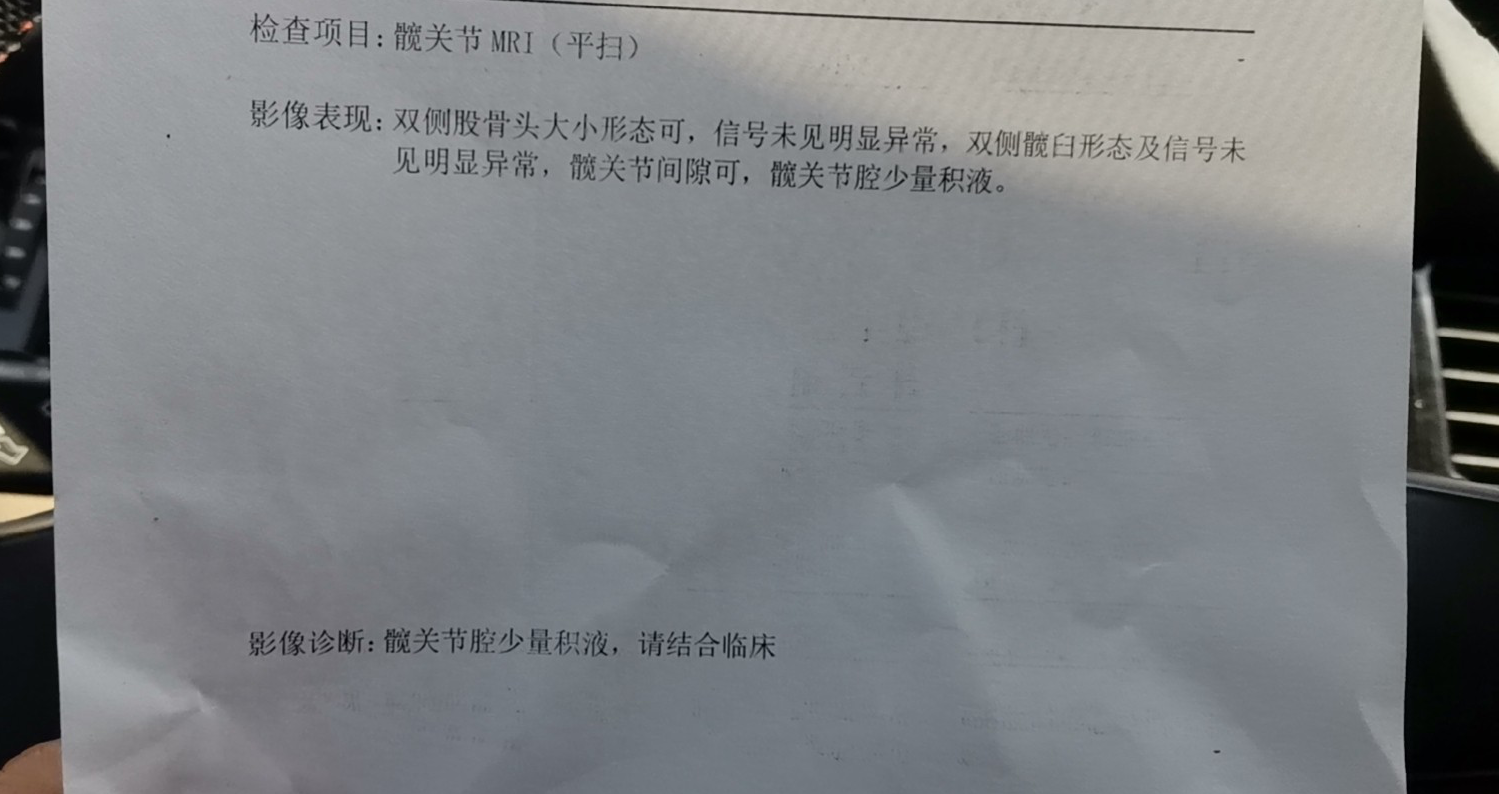 检查项目：髋关节 MRI（平扫）
影像表现：双侧股骨头大小形态可，信号未见明显异常，双侧髋臼形态及信号未
见明显异常，髋关节间隙可，髋关节腔少量积液。
影像诊断：髋关节腔少量积液，请结合临床